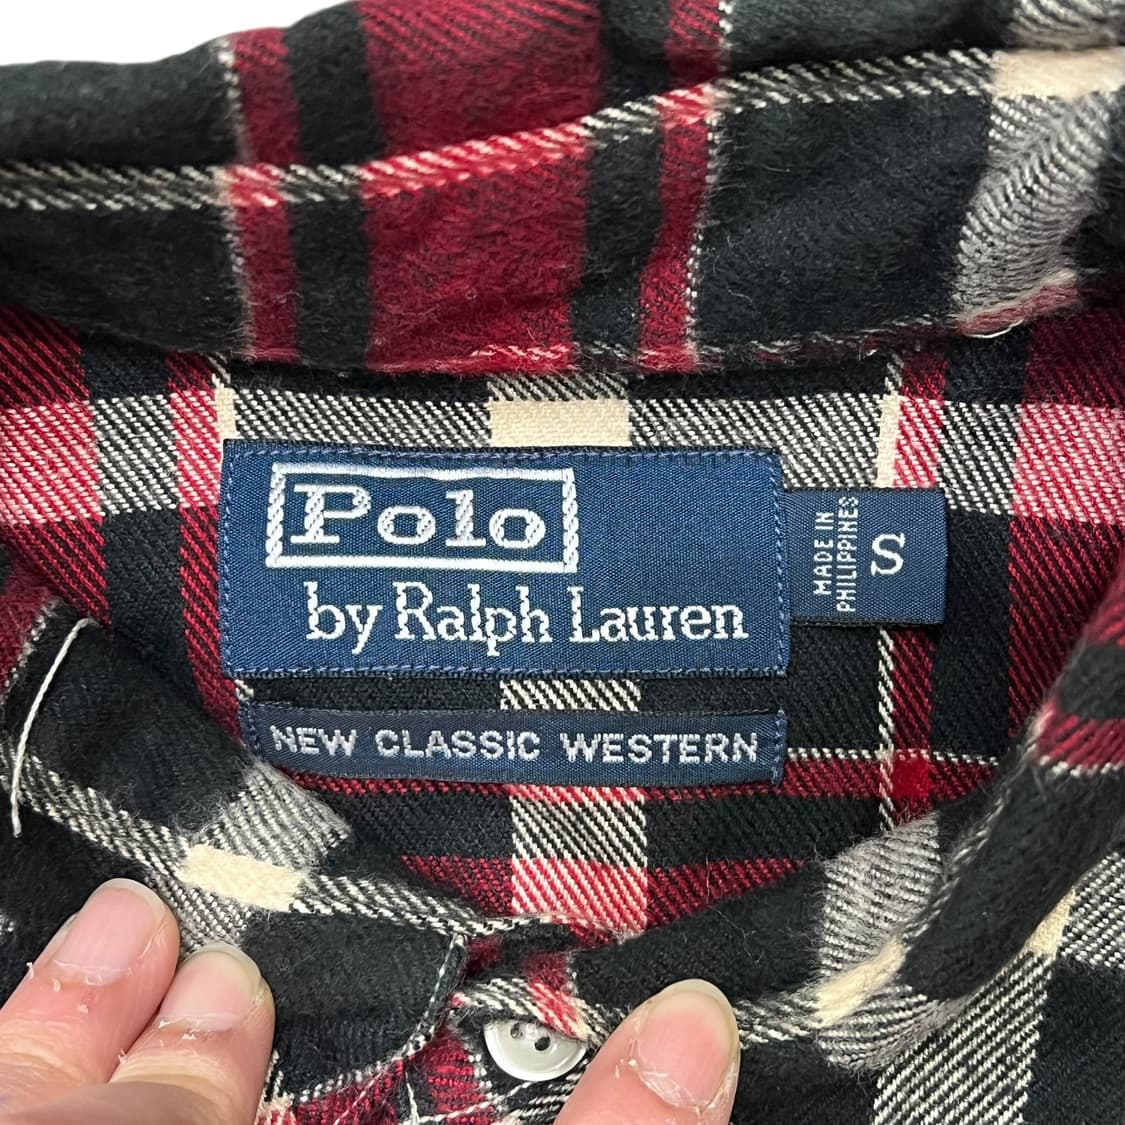 Polo
by Ralph Lauren
MADE IN
PHILIPPINES
S
NEW CLASSIC WESTERN